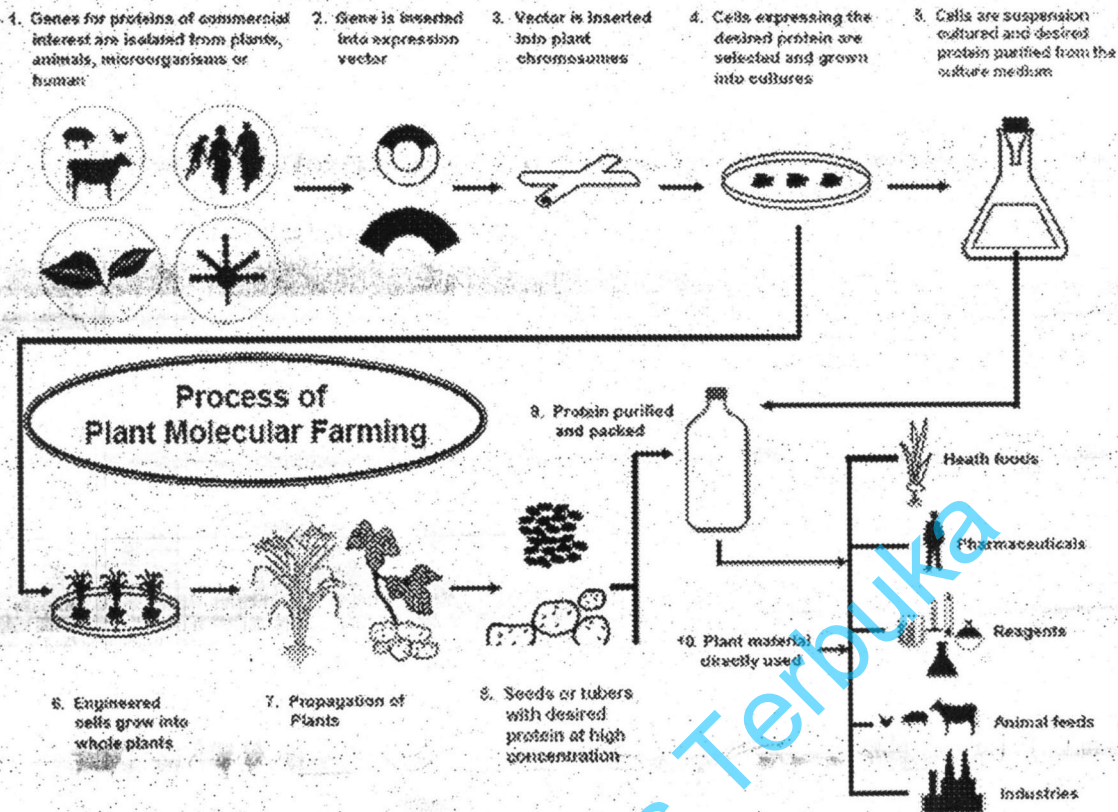 1. Genes for proteins of commercial
interest are isolated from plants,
animals, microorganisms or
human
2. Gene is inserted
into expression
vector
3. Vector is inserted
into plant
chromosomes
4. Cells expressing the
desired protein are
selected and grown
into cultures
5. Cells are suspension
cultured and desired
protein purified from the
culture medium
Process of
Plant Molecular Farming
9. Protein purified
and packed
Heath foods
Pharmaceuticals
Reagents
10. Plant material
directly used
6. Engineered
cells grow into
whole plants
7. Propagation of
Plants
8. Seeds or tubers
with desired
protein at high
concentration
Animal feeds
Industries
Terbuka